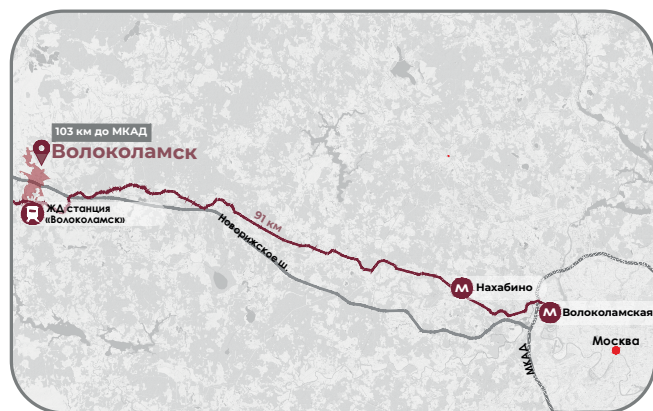 103 км до МКАД
Волоколамск
ЖД станция
«Волоколамск»
91 км
Новорижское ш.
М Нахабино
М Волоколамская
Москва
МКАД